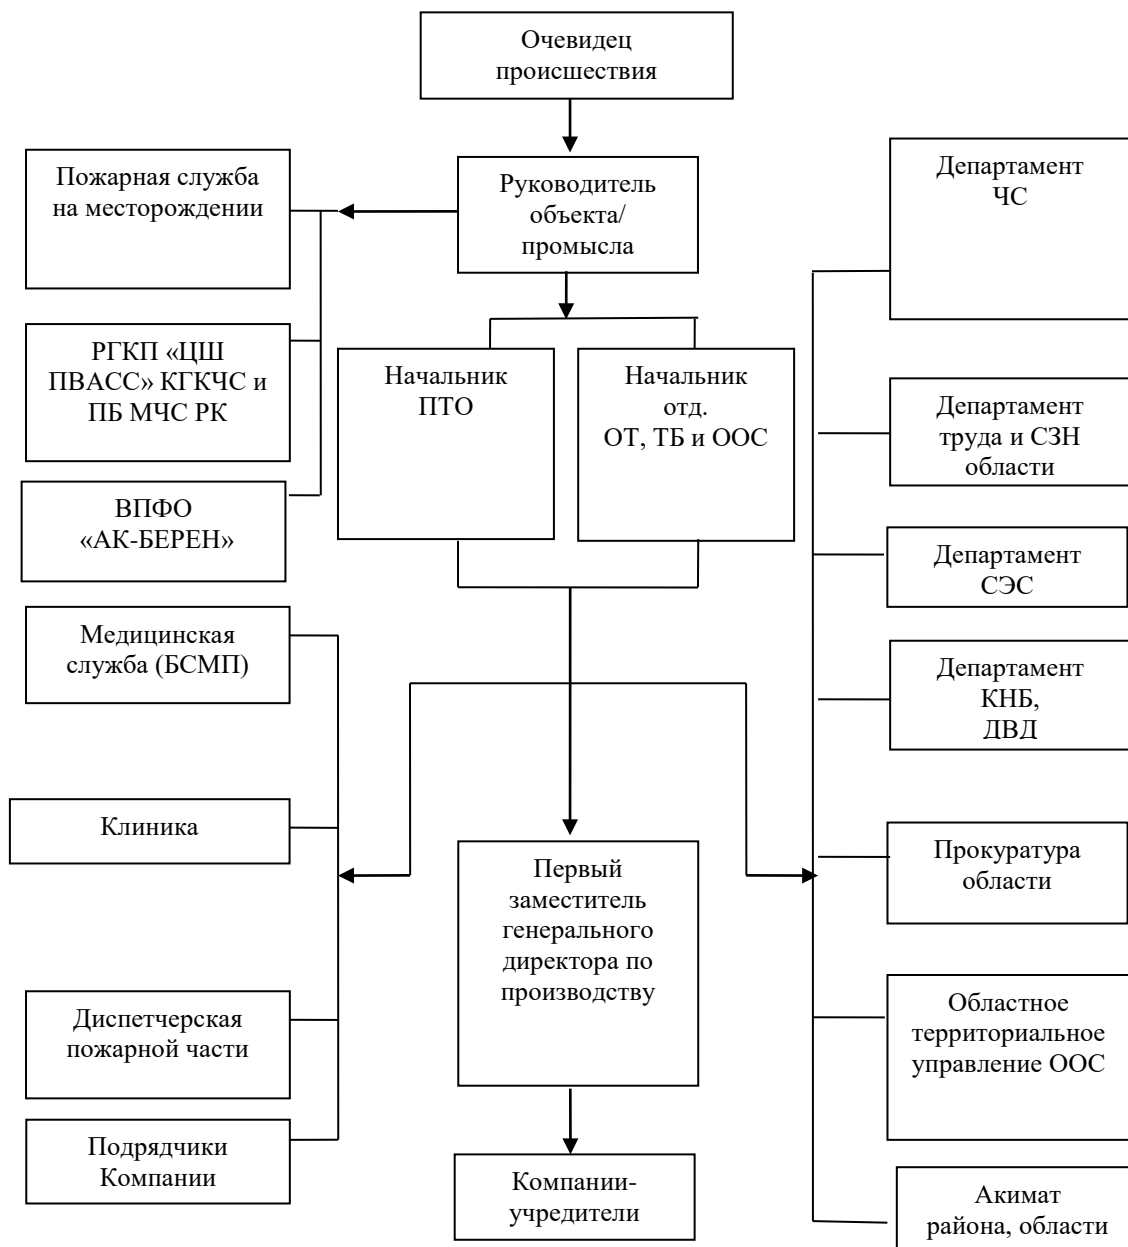 Очевидец
происшествия
Пожарная служба
на месторождении
Руководитель
объекта/
промысла
Департамент
ЧС
РГКП «ЦШ
ПВАСС» КГКЧС и
ПБ МЧС РК
Начальник
ПТО
Начальник
отд.
ОТ, ТБ и ООС
Департамент
труда и СЗН
области
ВПФО
«АК-БЕРЕН»
Департамент
СЭС
Медицинская
служба (БСМП)
Департамент
КНБ,
ДВД
Клиника
Первый
заместитель
генерального
директора по
производству
Прокуратура
области
Диспетчерская
пожарной части
Областное
территориальное
управление ООС
Подрядчики
Компании
Компании-
учредители
Акимат
района, области